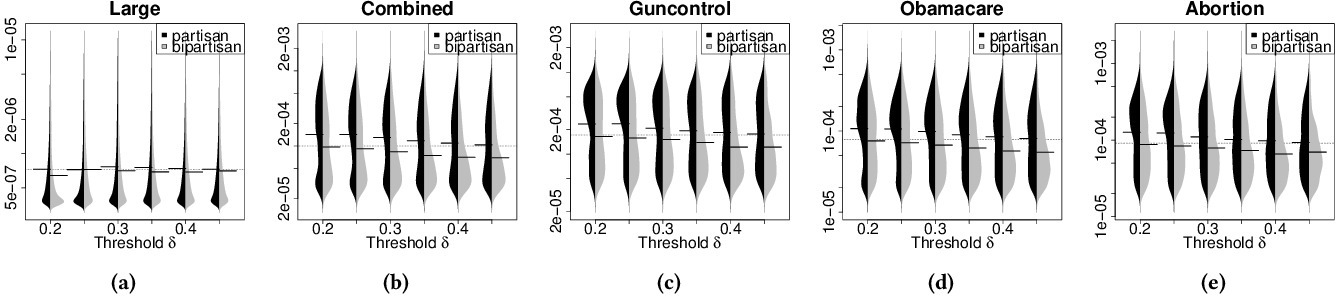 Large
partisan
bipartisan
1e−05
2e−06
5e−07
0.2
0.3
0.4
Threshold δ
(a)
Combined
partisan
bipartisan
2e−03
2e−04
2e−05
0.2
0.3
0.4
Threshold δ
(b)
Guncontrol
partisan
bipartisan
2e−03
2e−04
2e−05
0.2
0.3
0.4
Threshold δ
(c)
Obamacare
partisan
bipartisan
1e−03
1e−04
1e−05
0.2
0.3
0.4
Threshold δ
(d)
Abortion
partisan
bipartisan
1e−03
1e−04
1e−05
0.2
0.3
0.4
Threshold δ
(e)